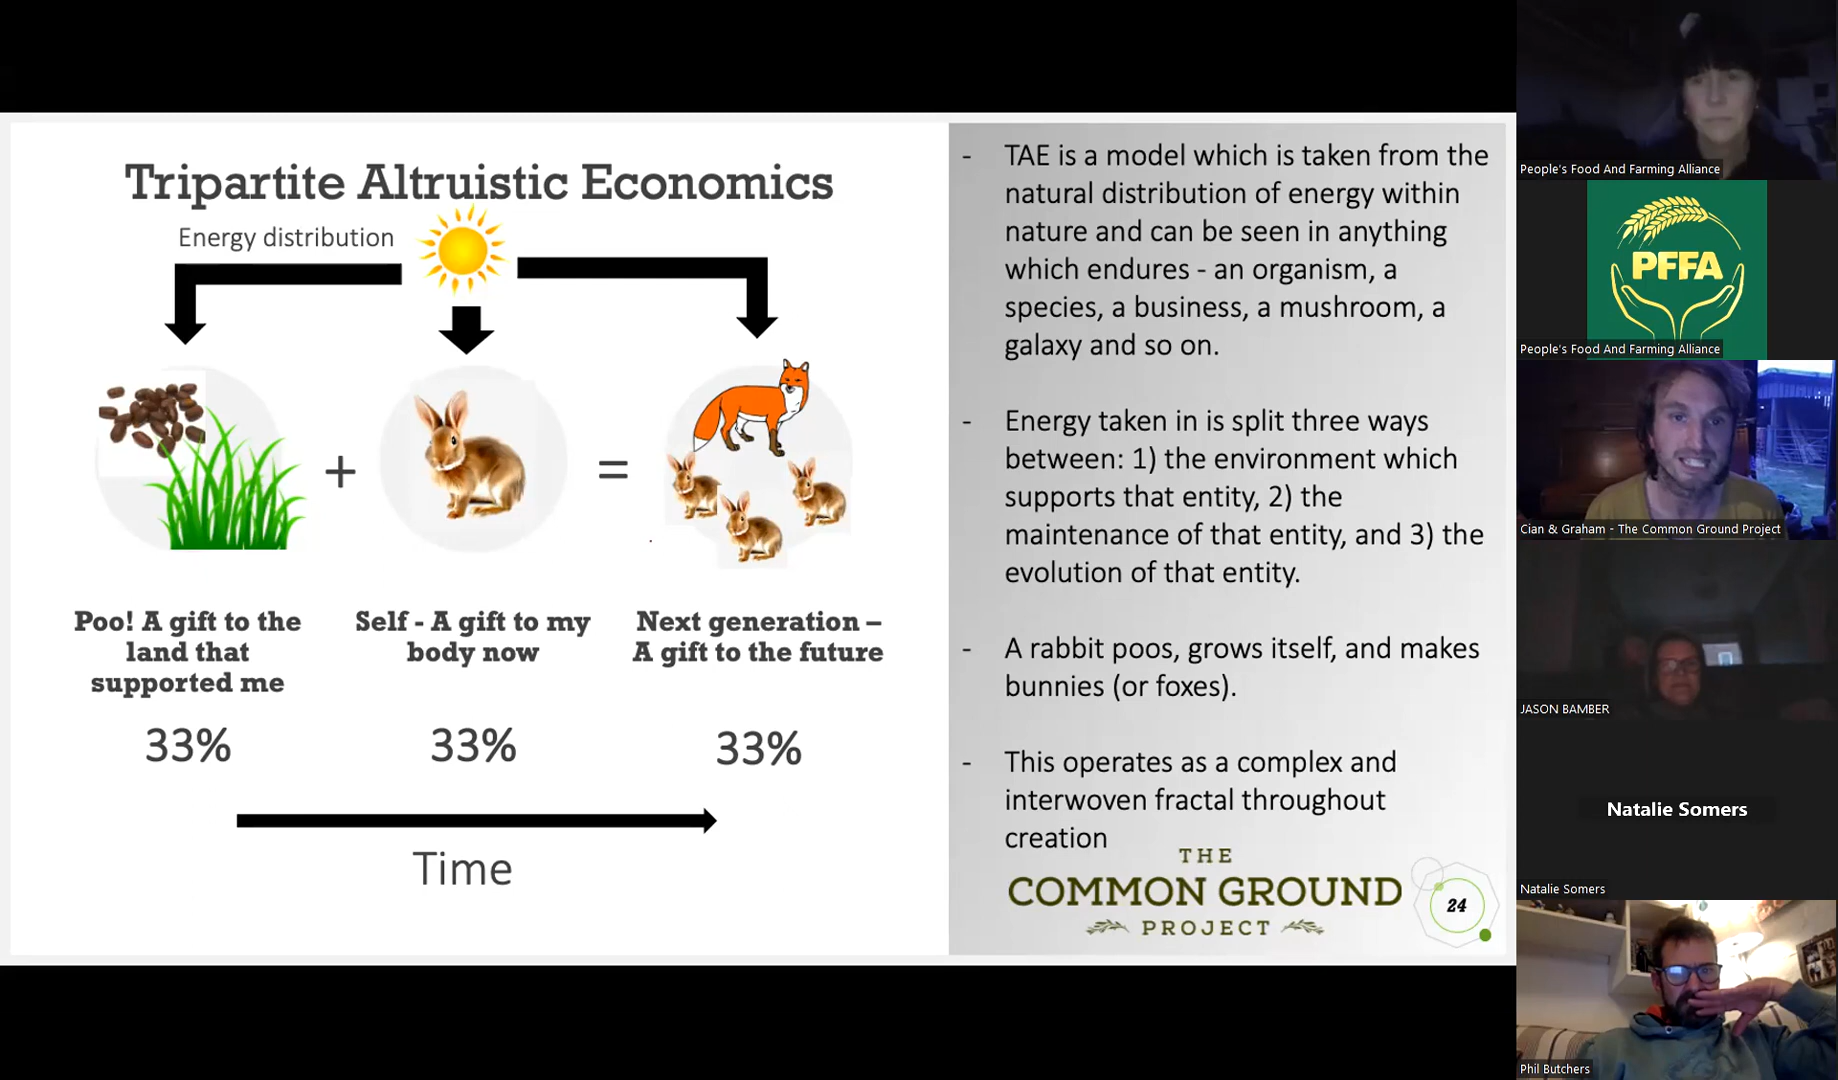 Tripartite Altruistic Economics
Energy distribution
+
=
Poo! A gift to the
land that
supported me
33%
Self - A gift to my
body now
33%
Next generation –
A gift to the future
33%
Time
- TAE is a model which is taken from the
natural distribution of energy within
nature and can be seen in anything
which endures - an organism, a
species, a business, a mushroom, a
galaxy and so on.
- Energy taken in is split three ways
between: 1) the environment which
supports that entity, 2) the
maintenance of that entity, and 3) the
evolution of that entity.
- A rabbit poos, grows itself, and makes
bunnies (or foxes).
- This operates as a complex and
interwoven fractal throughout
creation
THE
COMMON GROUND
PROJECT
24
People's Food And Farming Alliance
PFFA
People's Food And Farming Alliance
Cian & Graham - The Common Ground Project
JASON BAMBER
Natalie Somers
Natalie Somers
Phil Butchers